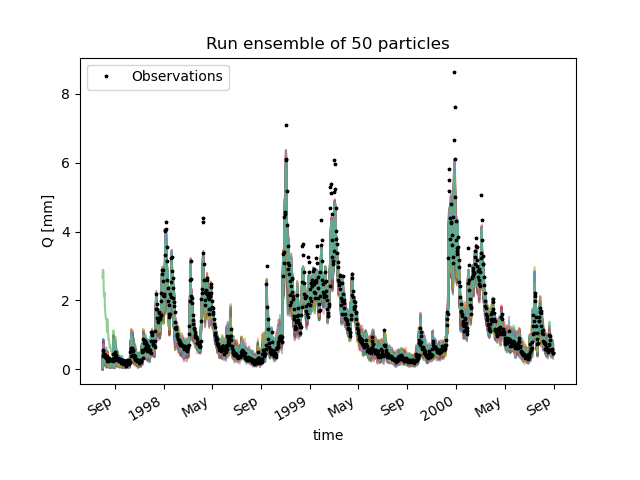 Run ensemble of 50 particles
Observations
8
6
4
2
0
Q [mm]
Sep
1998
May
Sep
1999
May
Sep
2000
May
Sep
time